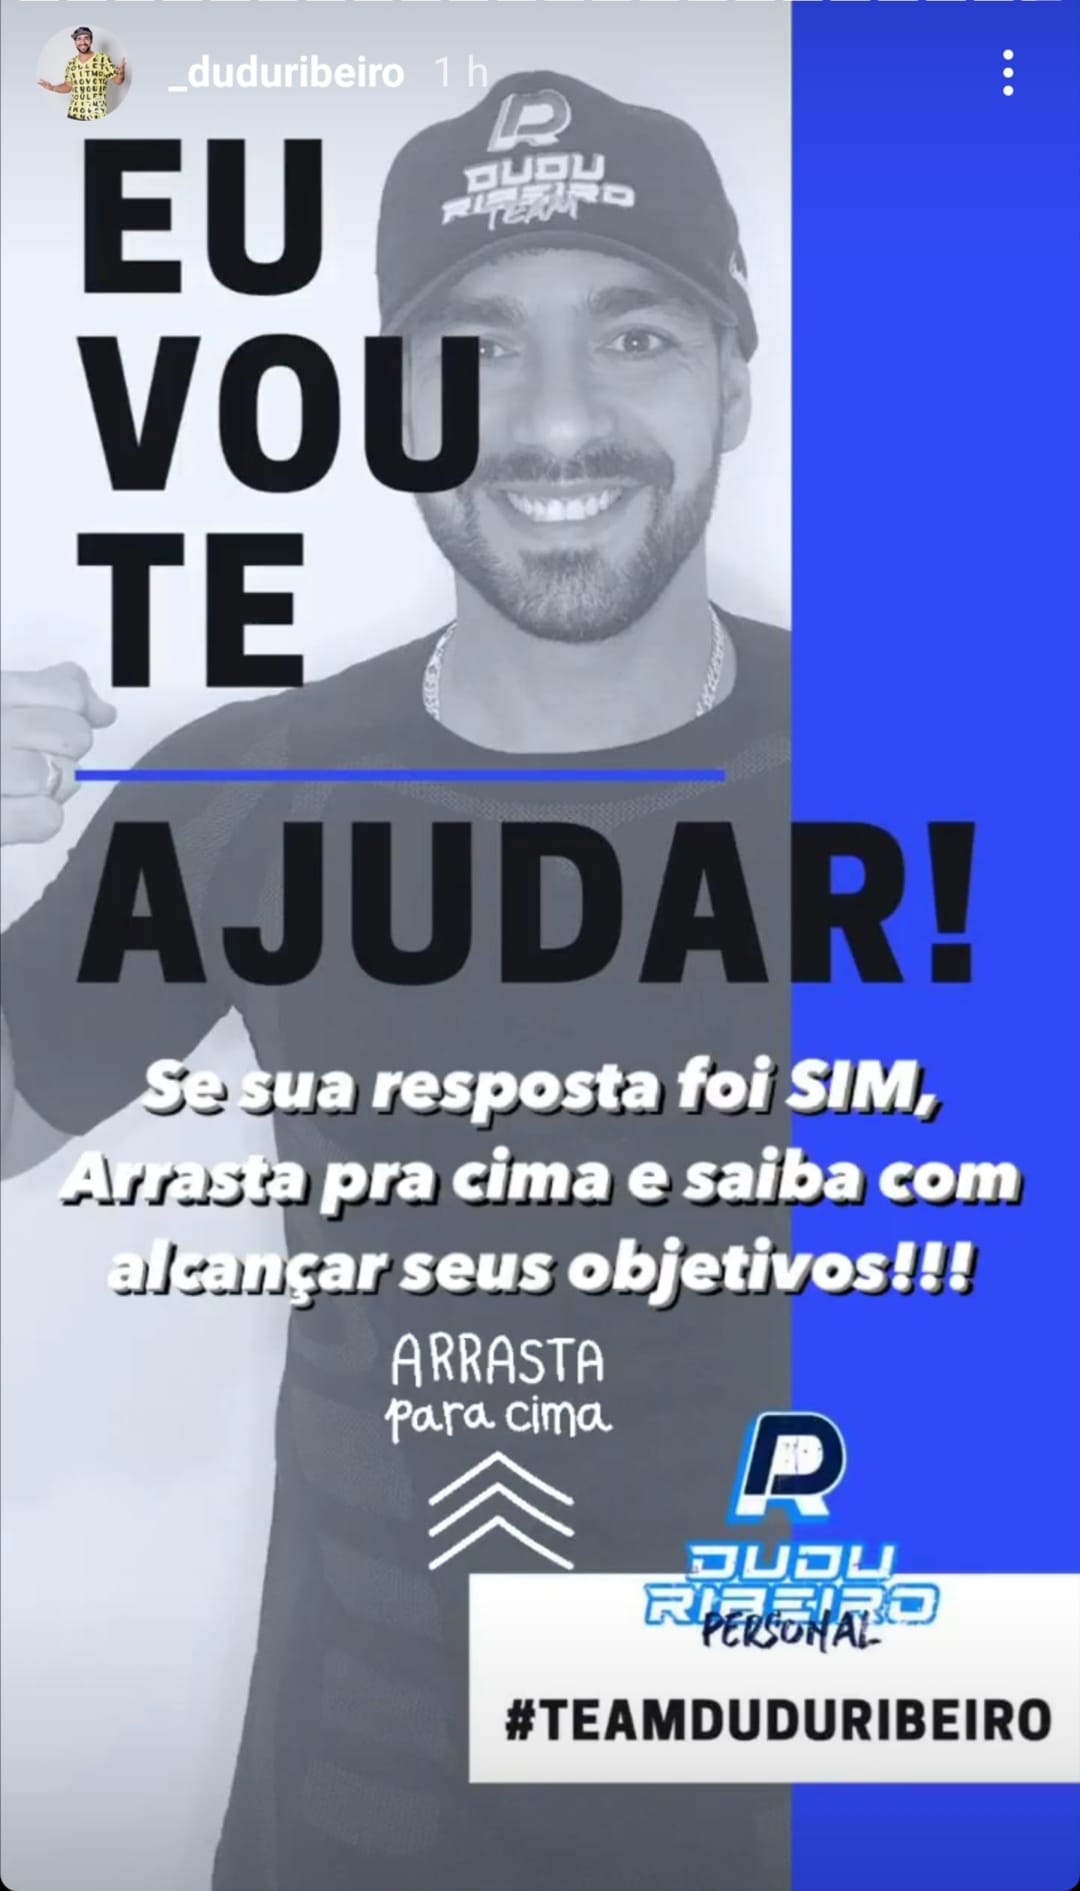 _duduribeiro 1 h
DUDU
RIBEIRO
TEAM
EU
VOU
TE
AJUDAR!
Se sua resposta foi SIM,
Arrasta pra cima e saiba com
alcançar seus objetivos!!!
ARRASTA
para cima
DUDU
RIBEIRO
PERSONAL
#TEAMDUDURIBEIRO